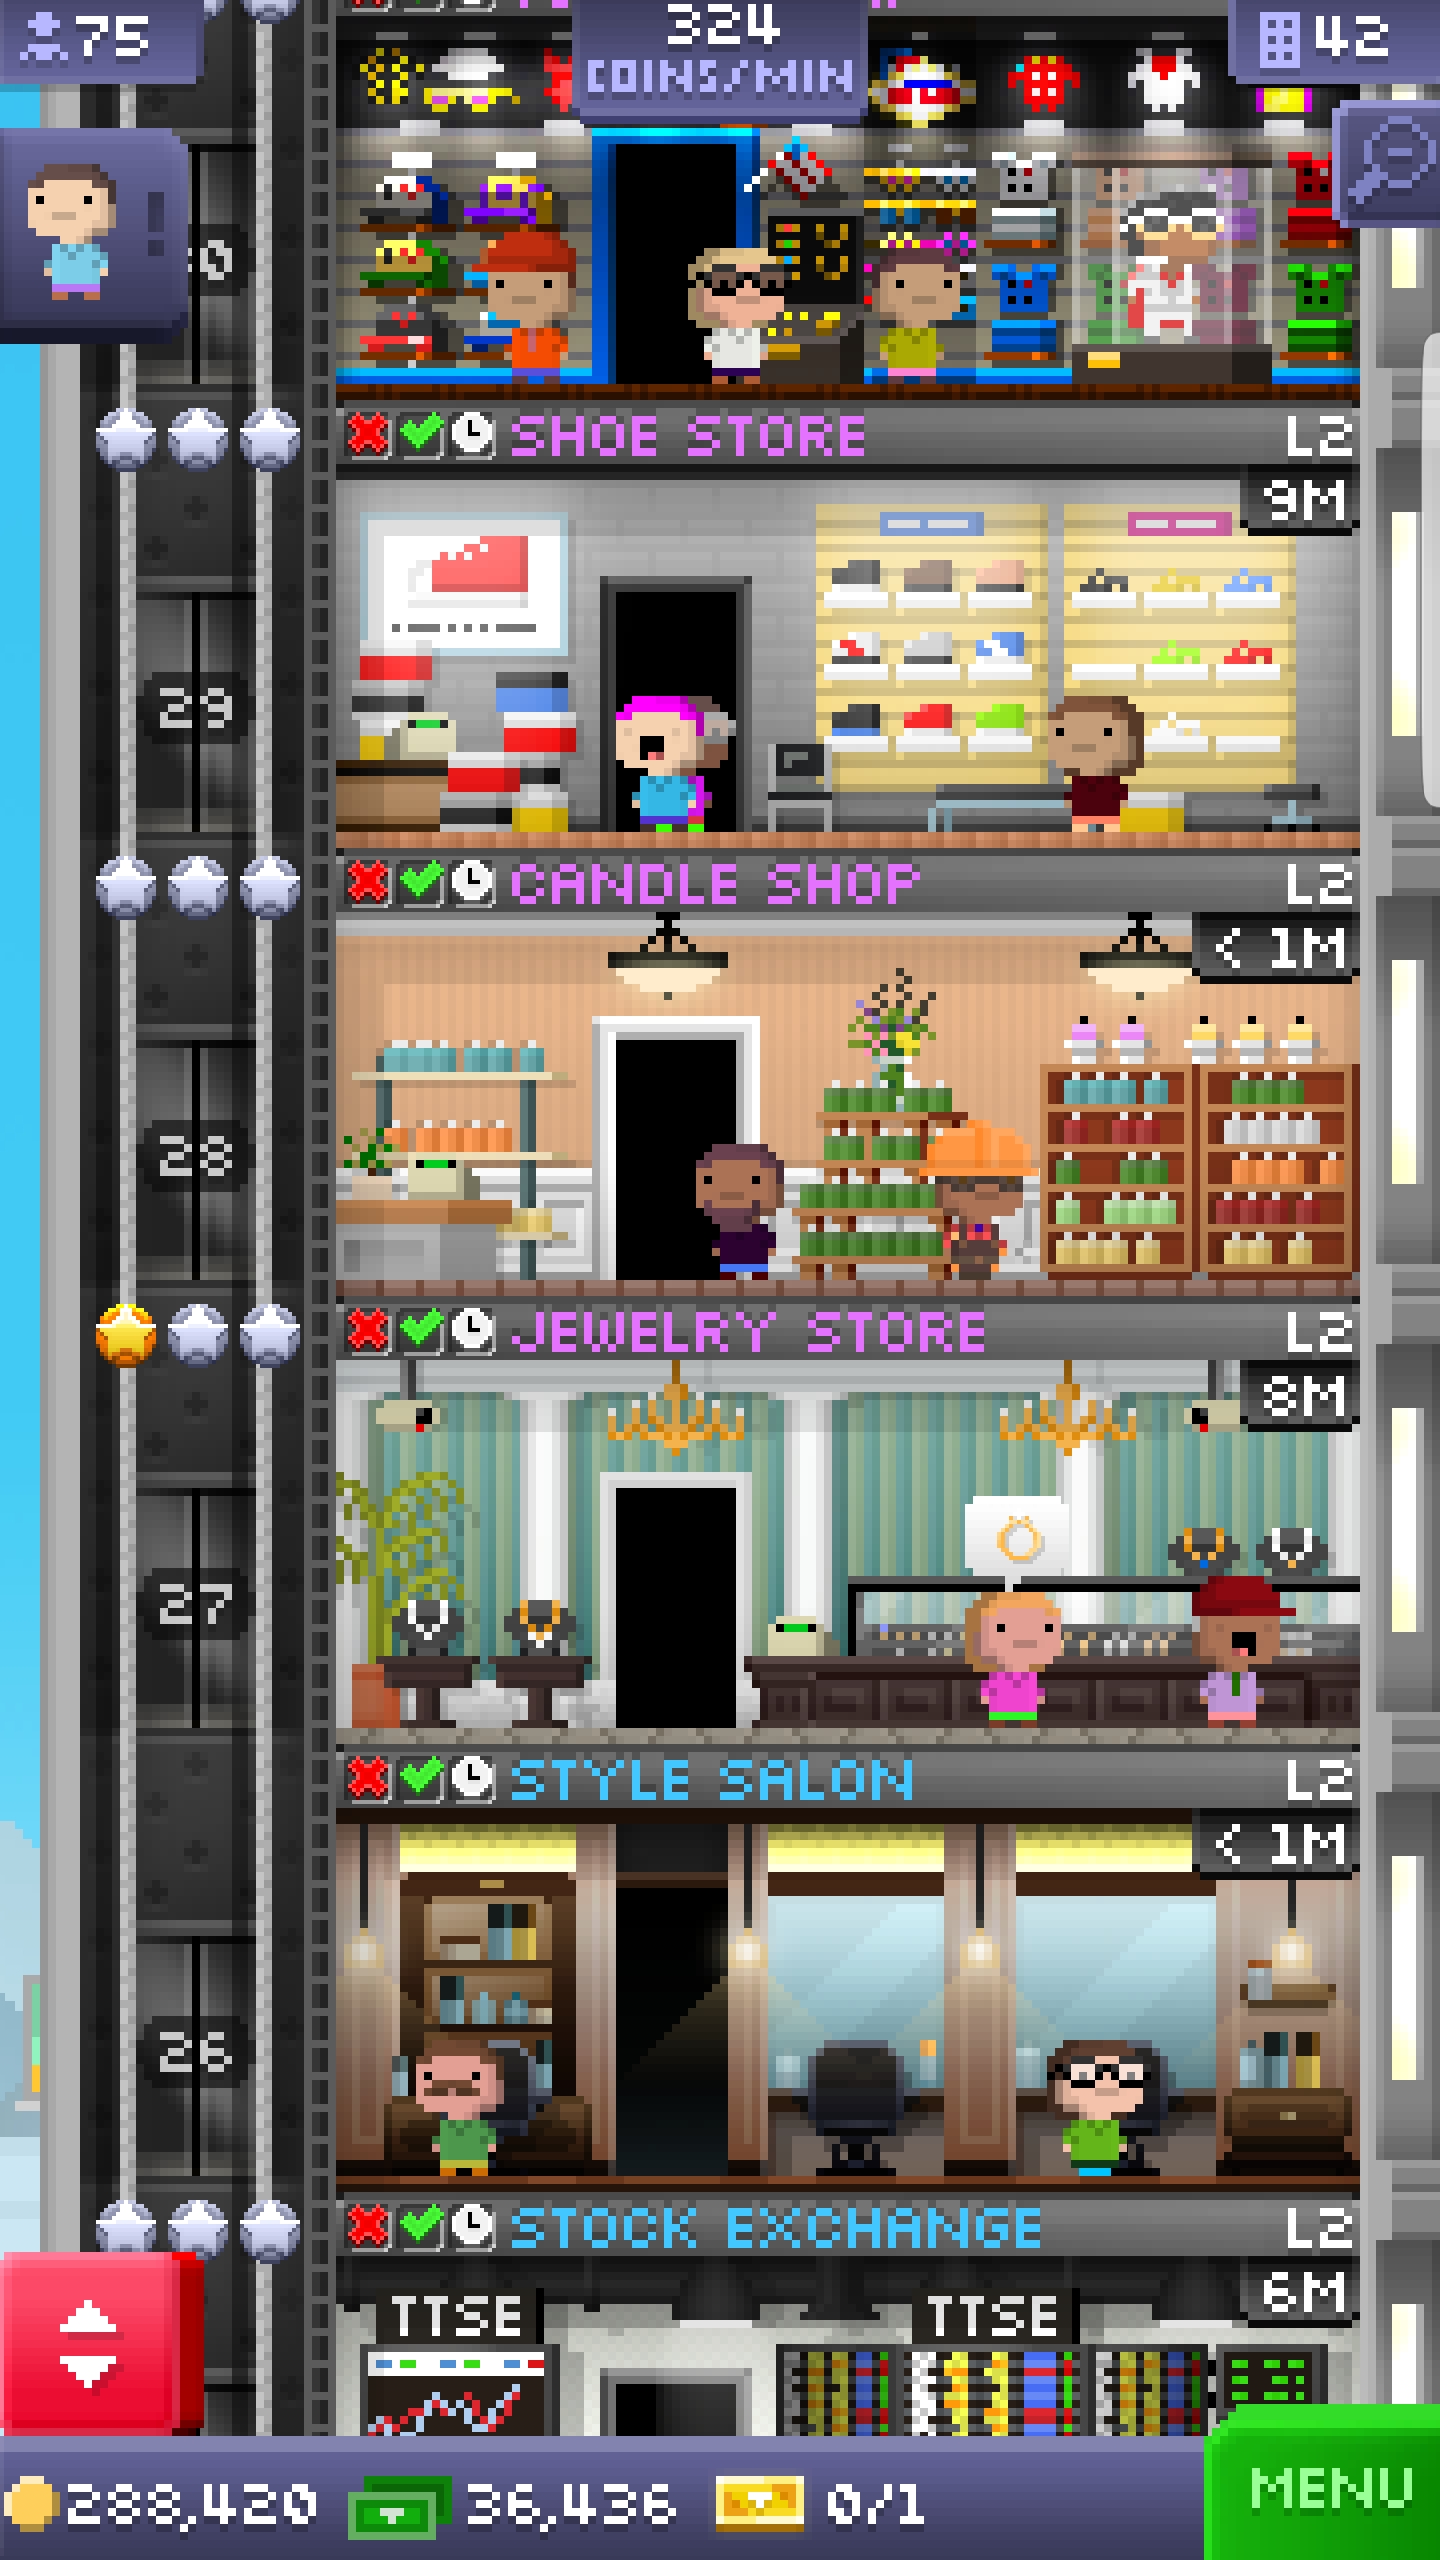 75
324
COINS/MIN
42
!
SHOE STORE L2
9M
29
CANDLE SHOP L2
< 1M
28
JEWELRY STORE L2
8M
27
STYLE SALON L2
< 1M
26
STOCK EXCHANGE L2
6M
TTSE TTSE
288,420 36,436 0/1
MENU